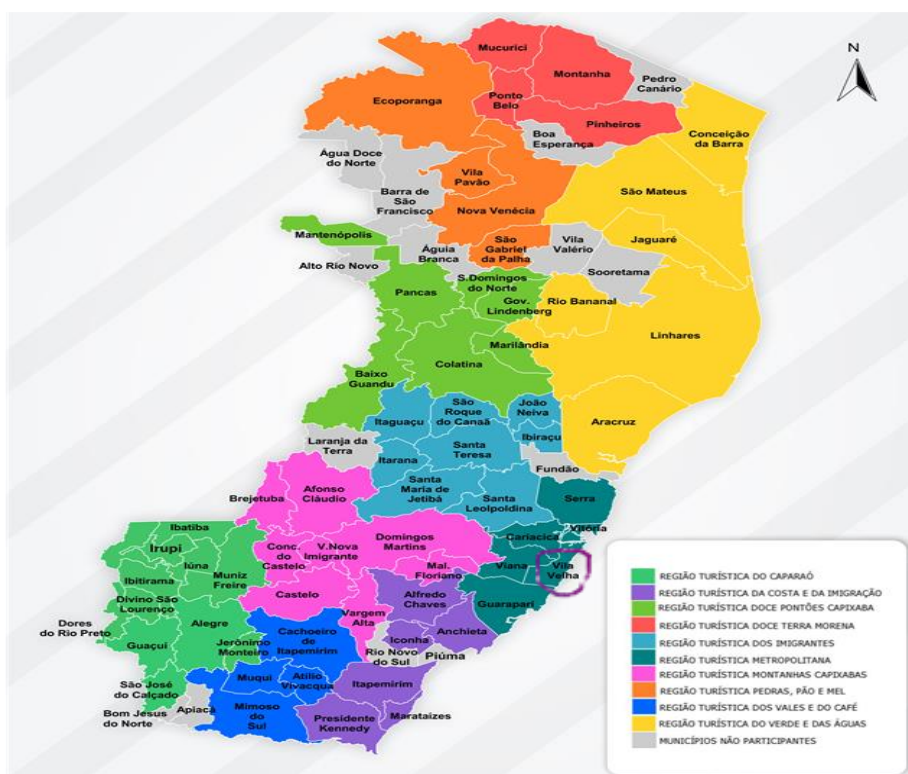 N
Mucurici
Montanha
Pedro
Canário
Ecoporanga
Ponto
Belo
Pinheiros
Boa
Esperança
Conceição
da Barra
Água Doce
do Norte
Barra de
São
Francisco
Vila
Pavão
Nova Venécia
São Mateus
Mantenópolis
Alto Rio Novo
Águia
Branca
São
Gabriel
da Palha
Vila
Valério
Jaguaré
Sooretama
Pancas
S.Domingos
do Norte
Gov.
Lindenberg
Rio Bananal
Linhares
Marilândia
Colatina
Baixo
Guandu
Aracruz
Itaguaçu
São
Roque
do Canaã
João
Neiva
Ibiraçu
Laranja da
Terra
Itarana
Santa
Teresa
Fundão
Santa
Maria de
Jetibá
Santa
Leolpoldina
Serra
Brejetuba
Afonso
Cláudio
Vitória
Cariacica
Viana
Vila
Velha
Guarapari
Domingos
Martins
Conc.
do
Castelo
V.Nova
Imigrante
Mal.
Floriano
Castelo
Vargem
Alta
Alfredo
Chaves
Anchieta
Iconha
Rio Novo
do Sul
Piúma
Ibatiba
Irupi
Iúna
Muniz
Freire
Ibitirama
Divino São
Lourenço
Dores
do Rio Preto
Guaçuí
Alegre
Jerônimo
Monteiro
São José
do Calçado
Bom Jesus
do Norte
Apiacá
Cachoeiro
de
Itapemirim
Muqui
Atílio
Vivacqua
Mimoso
do
Sul
Itapemirim
Presidente
Kennedy
Marataizes
REGIÃO TURÍSTICA DO CAPARAÓ
REGIÃO TURÍSTICA DA COSTA E DA IMIGRAÇÃO
REGIÃO TURÍSTICA DOCE PONTÕES CAPIXABA
REGIÃO TURÍSTICA DOCE TERRA MORENA
REGIÃO TURÍSTICA DOS IMIGRANTES
REGIÃO TURÍSTICA METROPOLITANA
REGIÃO TURÍSTICA MONTANHAS CAPIXABAS
REGIÃO TURÍSTICA PEDRAS, PÃO E MEL
REGIÃO TURÍSTICA DOS VALES E DO CAFÉ
REGIÃO TURÍSTICA DO VERDE E DAS ÁGUAS
MUNICÍPIOS NÃO PARTICIPANTES